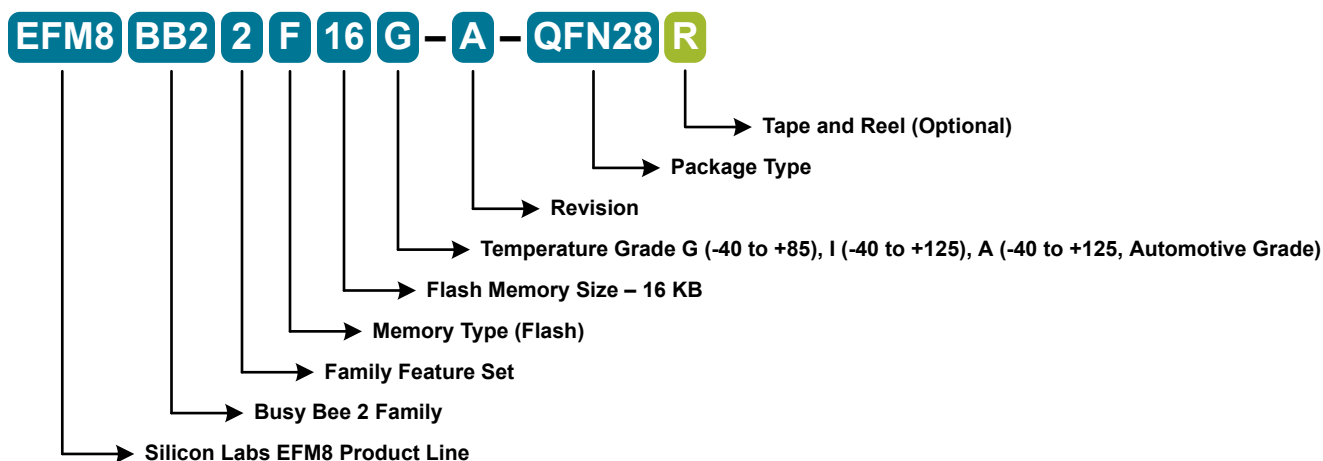 EFM8 BB2 2 F 16 G – A – QFN28 R
Tape and Reel (Optional)
Package Type
Revision
Temperature Grade G (-40 to +85), I (-40 to +125), A (-40 to +125, Automotive Grade)
Flash Memory Size – 16 KB
Memory Type (Flash)
Family Feature Set
Busy Bee 2 Family
Silicon Labs EFM8 Product Line